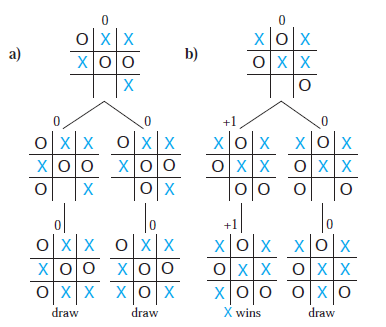 0 0
O X X X O X
a) b)
X O O O X X
X O
0 0 +1 0
O X X O X X X O X X O X
X O O X O O O X X O X X
O X O X O O O O
0 0 +1 0
O X X O X X X O X X O X
X O O X O O O X X O X X
O X X X O X X O O O X O
draw draw X wins draw